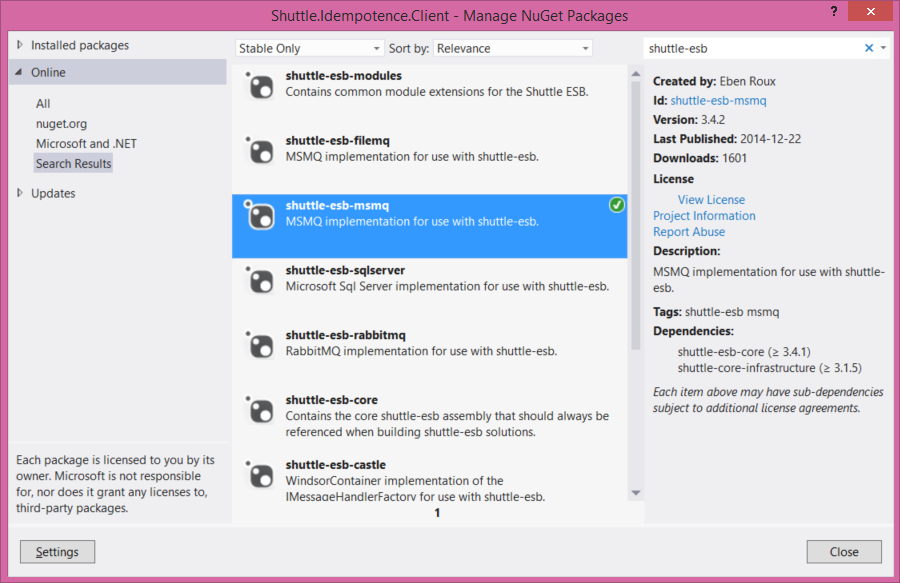 Shuttle.Idempotence.Client - Manage NuGet Packages
?
Installed packages
Online
All
nuget.org
Microsoft and .NET
Search Results
Updates
Each package is licensed to you by its
owner. Microsoft is not responsible
for, nor does it grant any licenses to,
third-party packages.
Stable Only
Sort by: Relevance
shuttle-esb-modules
Contains common module extensions for the Shuttle ESB.
shuttle-esb-filemq
MSMQ implementation for use with shuttle-esb.
shuttle-esb-msmq
MSMQ implementation for use with shuttle-esb.
shuttle-esb-sqlserver
Microsoft Sql Server implementation for use with shuttle-esb.
shuttle-esb-rabbitmq
RabbitMQ implementation for use with shuttle-esb.
shuttle-esb-core
Contains the core shuttle-esb assembly that should always be
referenced when building shuttle-esb solutions.
shuttle-esb-castle
WindsorContainer implementation of the
IMessageHandlerFactory for use with shuttle-esb.
1
shuttle-esb
Created by: Eben Roux
Id: shuttle-esb-msmq
Version: 3.4.2
Last Published: 2014-12-22
Downloads: 1601
License
View License
Project Information
Report Abuse
Description:
MSMQ implementation for use with shuttle-
esb.
Tags: shuttle-esb msmq
Dependencies:
shuttle-esb-core (≥ 3.4.1)
shuttle-core-infrastructure (≥ 3.1.5)
Each item above may have sub-dependencies
subject to additional license agreements.
Settings
Close